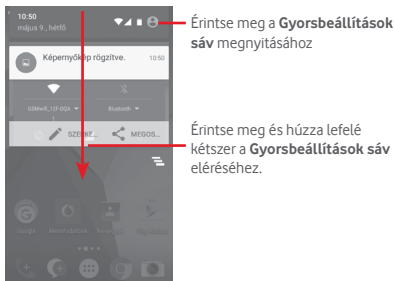 10:50
május 9., hétfő
Érintse meg a Gyorsbeállítások
sáv megnyitásához
Képernyőkép rögzítve. 10:50
Bluetooth
SZERKE... MEGOS...
Érintse meg és húzza lefelé
kétszer a Gyorsbeállítások sáv
eléréséhez.
Google